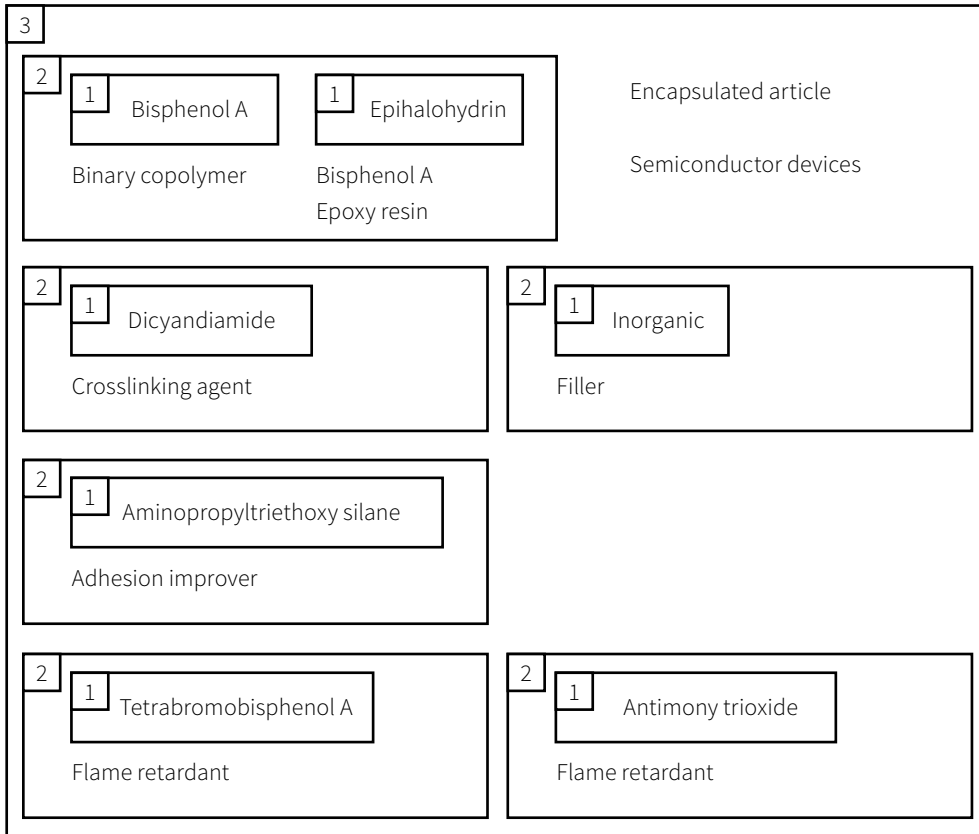 3
2
1 Bisphenol A
1 Epihalohydrin
Binary copolymer
Bisphenol A
Epoxy resin
Encapsulated article
Semiconductor devices
2
1 Dicyandiamide
Crosslinking agent
2
1 Inorganic
Filler
2
1 Aminopropyltriethoxy silane
Adhesion improver
2
1 Tetrabromobisphenol A
Flame retardant
2
1 Antimony trioxide
Flame retardant